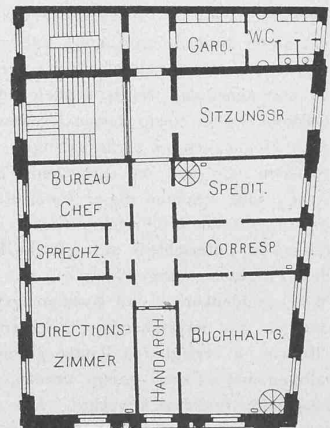 GARD.
W.C.
SITZUNGSR
BUREAU
CHEF
SPEDIT.
SPRECHZ.
CORRESP
DIRECTIONS-
ZIMMER
HANDARCH.
BUCHHALTG.